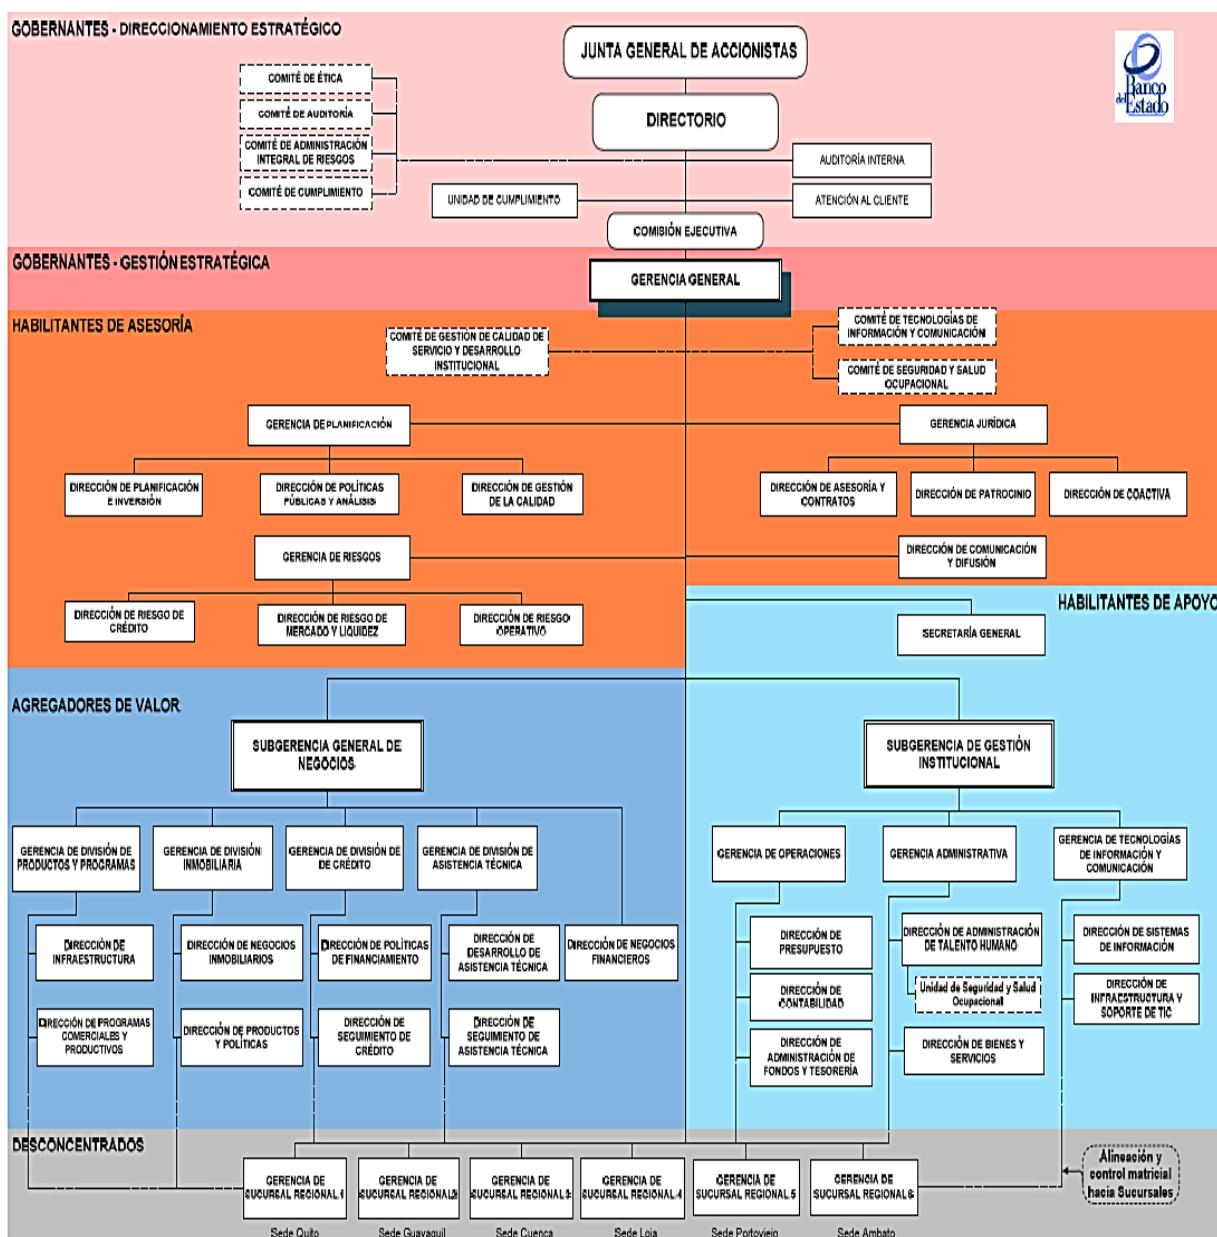 GOBERNANTES - DIRECCIONAMIENTO ESTRATÉGICO
JUNTA GENERAL DE ACCIONISTAS
Banco
del Estado
COMITÉ DE ÉTICA
COMITÉ DE AUDITORÍA
DIRECTORIO
COMITÉ DE ADMINISTRACIÓN
INTEGRAL DE RIESGOS
AUDITORÍA INTERNA
COMITÉ DE CUMPLIMIENTO
UNIDAD DE CUMPLIMIENTO
ATENCIÓN AL CLIENTE
COMISIÓN EJECUTIVA
GOBERNANTES - GESTIÓN ESTRATÉGICA
GERENCIA GENERAL
HABILITANTES DE ASESORÍA
COMITÉ DE GESTIÓN DE CALIDAD DE
SERVICIO Y DESARROLLO
INSTITUCIONAL
COMITÉ DE TECNOLOGÍAS DE
INFORMACIÓN Y COMUNICACIÓN
COMITÉ DE SEGURIDAD Y SALUD
OCUPACIONAL
GERENCIA DE PLANIFICACIÓN
GERENCIA JURÍDICA
DIRECCIÓN DE PLANIFICACIÓN
E INVERSIÓN
DIRECCIÓN DE POLÍTICAS
PÚBLICAS Y ANÁLISIS
DIRECCIÓN DE GESTIÓN
DE LA CALIDAD
DIRECCIÓN DE ASESORÍA Y
CONTRATOS
DIRECCIÓN DE PATROCINIO
DIRECCIÓN DE COACTIVA
GERENCIA DE RIESGOS
DIRECCIÓN DE COMUNICACIÓN
Y DIFUSIÓN
DIRECCIÓN DE RIESGO DE
CRÉDITO
DIRECCIÓN DE RIESGO DE
MERCADO Y LIQUIDEZ
DIRECCIÓN DE RIESGO
OPERATIVO
HABILITANTES DE APOYO
SECRETARÍA GENERAL
AGREGADORES DE VALOR
SUBGERENCIA GENERAL DE
NEGOCIOS
SUBGERENCIA DE GESTIÓN
INSTITUCIONAL
GERENCIA DE DIVISIÓN DE
PRODUCTOS Y PROGRAMAS
GERENCIA DE DIVISIÓN
INMOBILIARIA
GERENCIA DE DIVISIÓN DE
DE CRÉDITO
GERENCIA DE DIVISIÓN DE
ASISTENCIA TÉCNICA
GERENCIA DE OPERACIONES
GERENCIA ADMINISTRATIVA
GERENCIA DE TECNOLOGÍAS
DE INFORMACIÓN Y
COMUNICACIÓN
DIRECCIÓN DE
INFRAESTRUCTURA
DIRECCIÓN DE NEGOCIOS
INMOBILIARIOS
DIRECCIÓN DE POLÍTICAS
DE FINANCIAMIENTO
DIRECCIÓN DE
DESARROLLO DE
ASISTENCIA TÉCNICA
DIRECCIÓN DE NEGOCIOS
FINANCIEROS
DIRECCIÓN DE
PRESUPUESTO
DIRECCIÓN DE ADMINISTRACIÓN
DE TALENTO HUMANO
DIRECCIÓN DE SISTEMAS
DE INFORMACIÓN
DIRECCIÓN DE
CONTABILIDAD
Unidad de Seguridad y Salud
Ocupacional
DIRECCIÓN DE
INFRAESTRUCTURA Y
SOPORTE DE TIC
DIRECCIÓN DE PROGRAMAS
COMERCIALES Y
PRODUCTIVOS
DIRECCIÓN DE PRODUCTOS
Y POLÍTICAS
DIRECCIÓN DE
SEGUIMIENTO DE
CRÉDITO
DIRECCIÓN DE
SEGUIMIENTO DE
ASISTENCIA TÉCNICA
DIRECCIÓN DE
ADMINISTRACIÓN DE
FONDOS Y TESORERÍA
DIRECCIÓN DE BIENES Y
SERVICIOS
DESCONCENTRADOS
GERENCIA DE
SUCURSAL REGIONAL 1
GERENCIA DE
SUCURSAL REGIONAL 2
GERENCIA DE
SUCURSAL REGIONAL 3
GERENCIA DE
SUCURSAL REGIONAL 4
GERENCIA DE
SUCURSAL REGIONAL 5
GERENCIA DE
SUCURSAL REGIONAL 6
Alineación y
control matricial
hacia Sucursales
Sede Quito
Sede Guayaquil
Sede Cuenca
Sede Loja
Sede Portoviejo
Sede Ambato